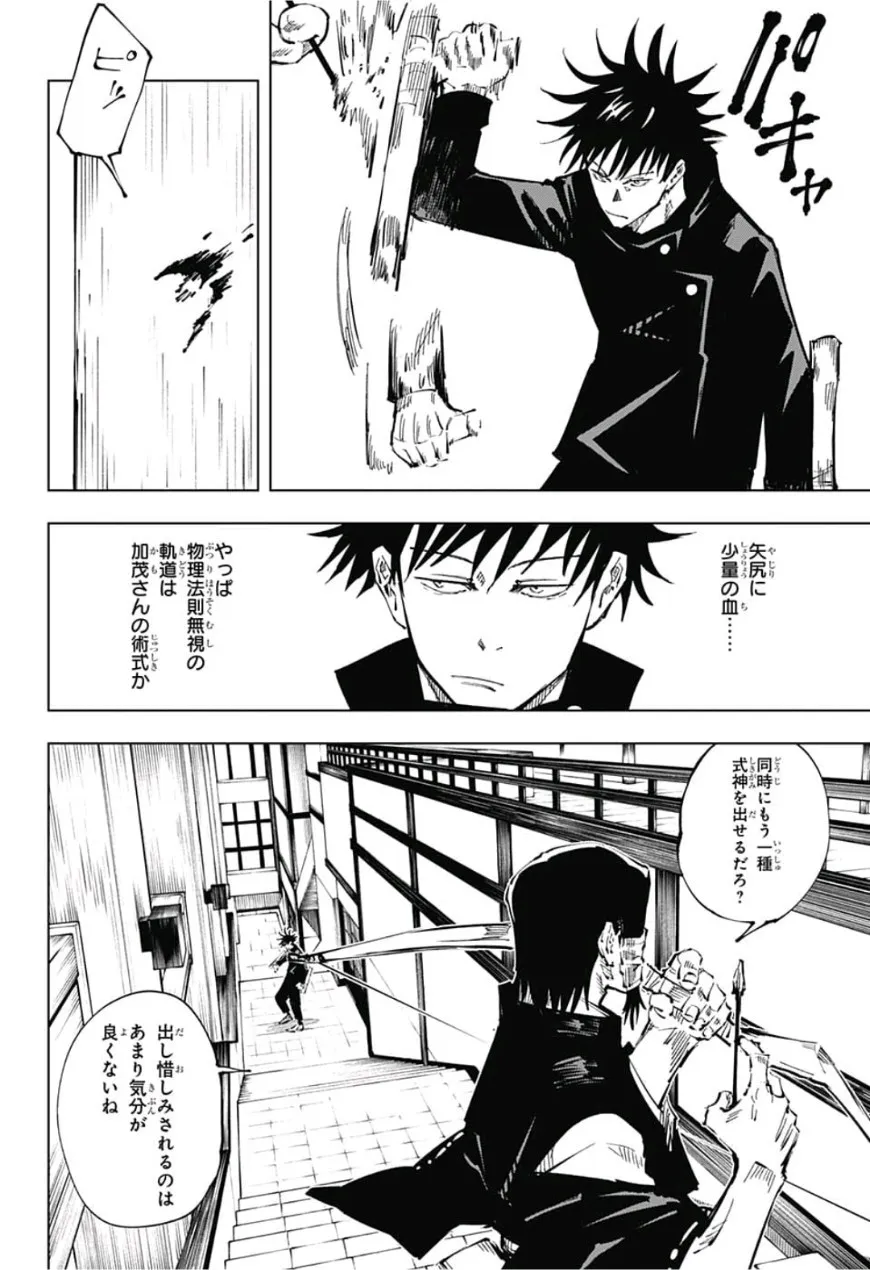 パキャ
ピッ
矢尻に
少量の血……
やっぱ
物理法則無視の
軌道は
加茂さんの術式か
同時にもう一種
式神を出せるだろ?
出し惜しみされるのは
あまり気分が
良くないね